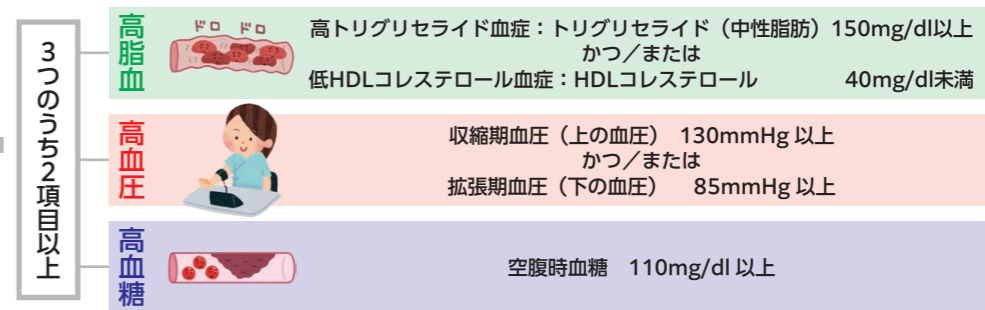 3つのうち2項目以上
高脂血
ドロ ドロ
高トリグリセライド血症：トリグリセライド（中性脂肪）150mg/dl以上
かつ／または
低HDLコレステロール血症：HDLコレステロール 40mg/dl未満
高血圧
収縮期血圧（上の血圧） 130mmHg 以上
かつ／または
拡張期血圧（下の血圧） 85mmHg 以上
高血糖
空腹時血糖 110mg/dl 以上